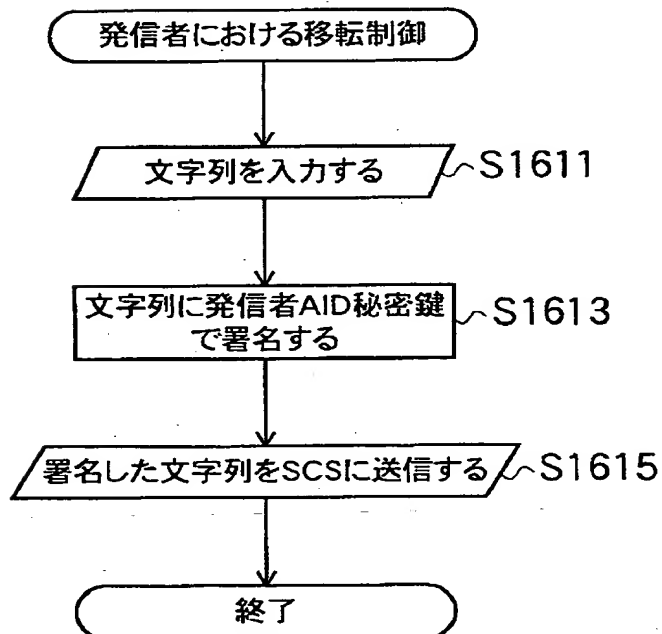 発信者における移転制御
文字列を入力する
S1611
文字列に発信者AID秘密鍵
で署名する
S1613
署名した文字列をSCSに送信する
S1615
終了